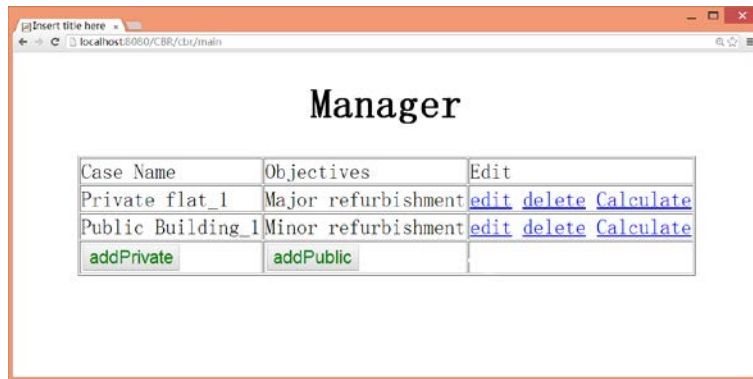 Insert title here
localhost:8080/CBR/cbr/main
Manager
Case Name Objectives Edit
Private flat_1 Major refurbishment edit delete Calculate
Public Building_1 Minor refurbishment edit delete Calculate
addPrivate addPublic